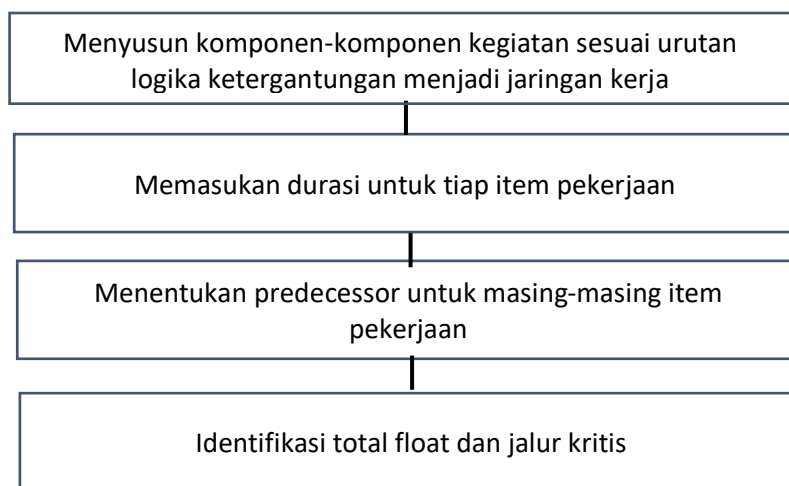 Menyusun komponen-komponen kegiatan sesuai urutan
logika ketergantungan menjadi jaringan kerja
Memasukan durasi untuk tiap item pekerjaan
Menentukan predecessor untuk masing-masing item
pekerjaan
Identifikasi total float dan jalur kritis